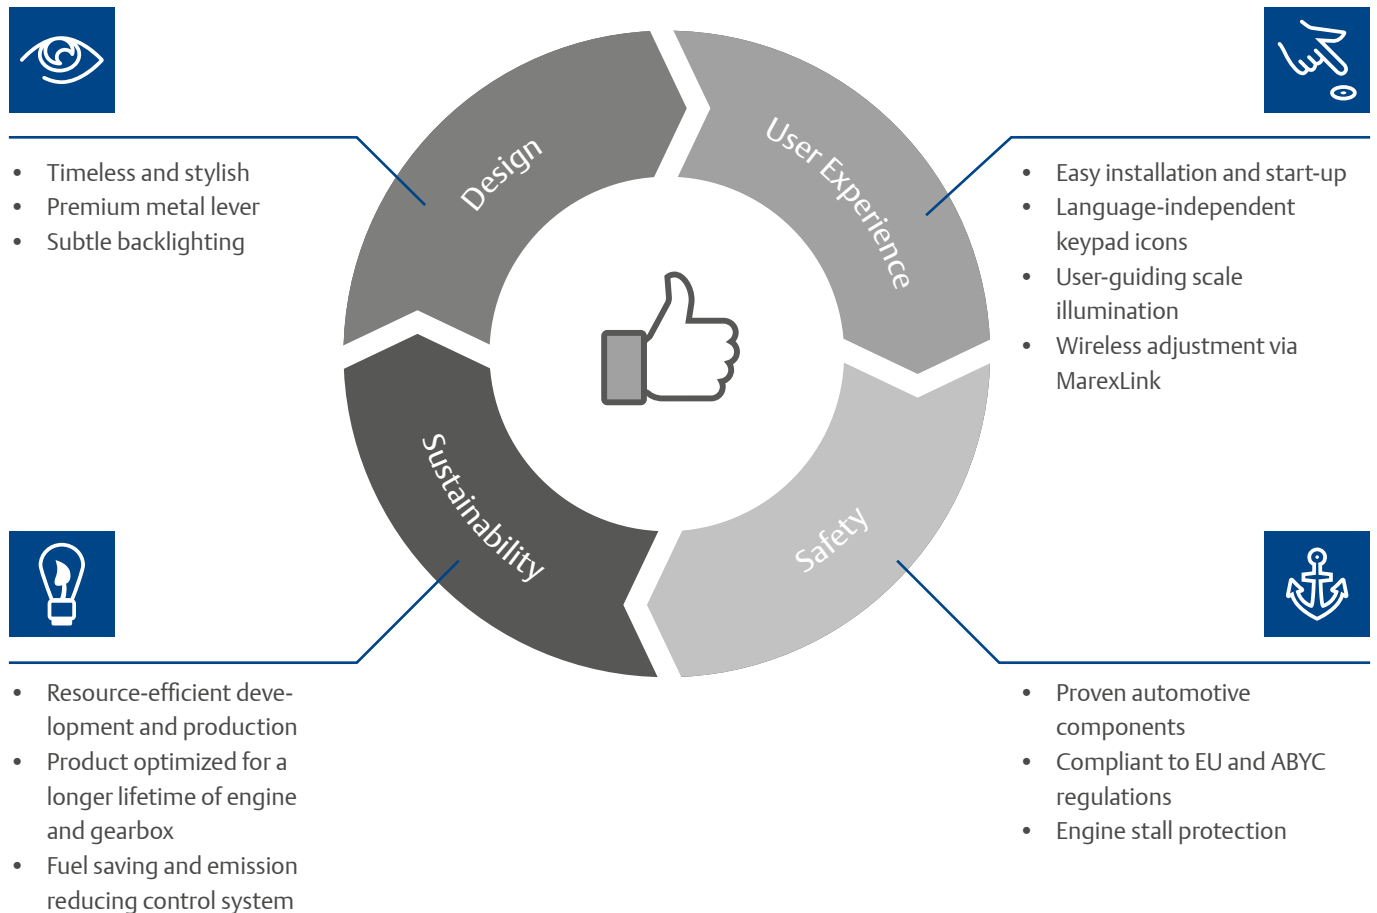 Design
• Timeless and stylish
• Premium metal lever
• Subtle backlighting
User Experience
• Easy installation and start-up
• Language-independent
keypad icons
• User-guiding scale
illumination
• Wireless adjustment via
MarexLink
Sustainability
• Resource-efficient deve-
lopment and production
• Product optimized for a
longer lifetime of engine
and gearbox
• Fuel saving and emission
reducing control system
Safety
• Proven automotive
components
• Compliant to EU and ABYC
regulations
• Engine stall protection